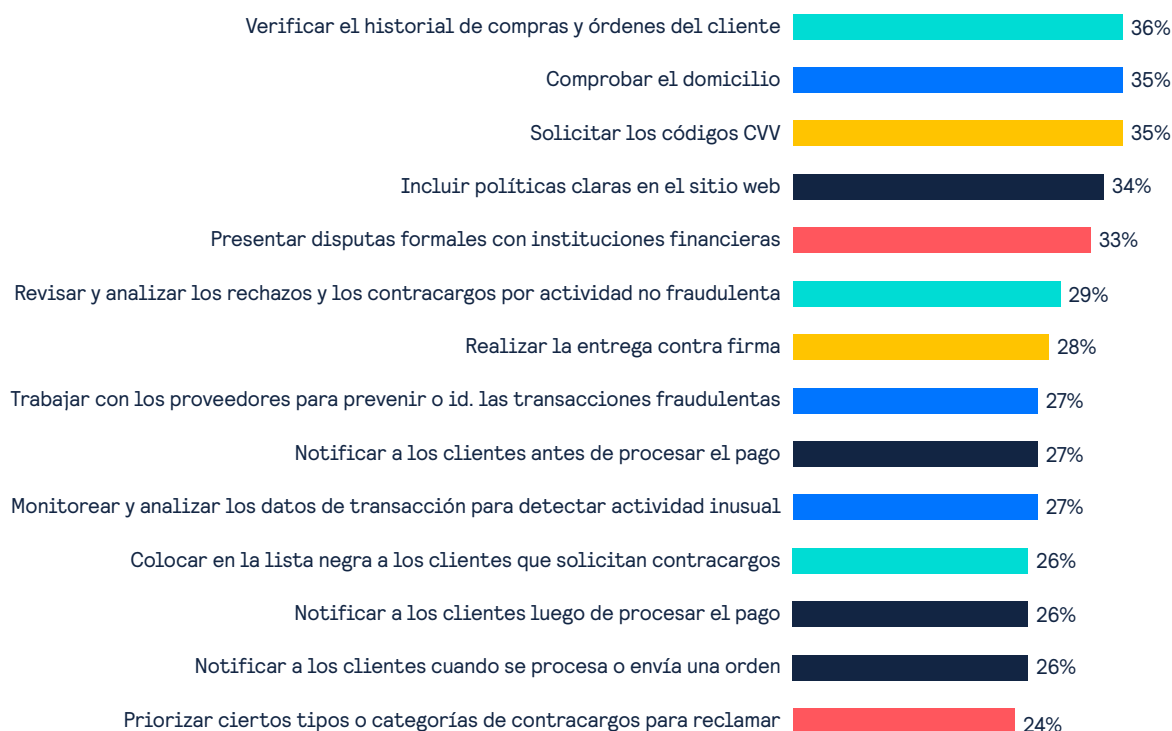 Verificar el historial de compras y órdenes del cliente 36%
Comprobar el domicilio 35%
Solicitar los códigos CVV 35%
Incluir políticas claras en el sitio web 34%
Presentar disputas formales con instituciones financieras 33%
Revisar y analizar los rechazos y los contracargos por actividad no fraudulenta 29%
Realizar la entrega contra firma 28%
Trabajar con los proveedores para prevenir o id. las transacciones fraudulentas 27%
Notificar a los clientes antes de procesar el pago 27%
Monitorear y analizar los datos de transacción para detectar actividad inusual 27%
Colocar en la lista negra a los clientes que solicitan contracargos 26%
Notificar a los clientes luego de procesar el pago 26%
Notificar a los clientes cuando se procesa o envía una orden 26%
Priorizar ciertos tipos o categorías de contracargos para reclamar 24%